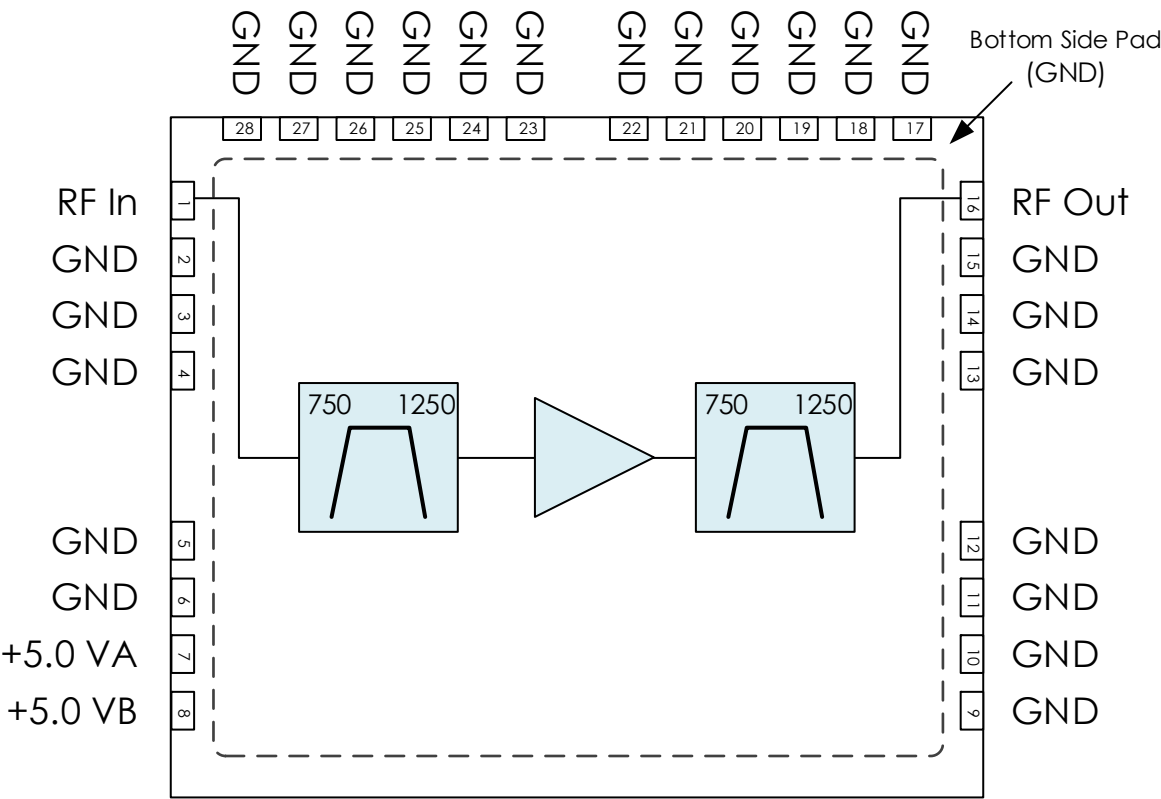 GND GND GND GND GND GND GND GND GND GND GND GND
Bottom Side Pad
(GND)
28 27 26 25 24 23 22 21 20 19 18 17
RF In 1 16 RF Out
GND 2 15 GND
GND 3 14 GND
GND 4 13 GND
750 1250 750 1250
GND 5 12 GND
GND 6 11 GND
+5.0 VA 7 10 GND
+5.0 VB 8 9 GND